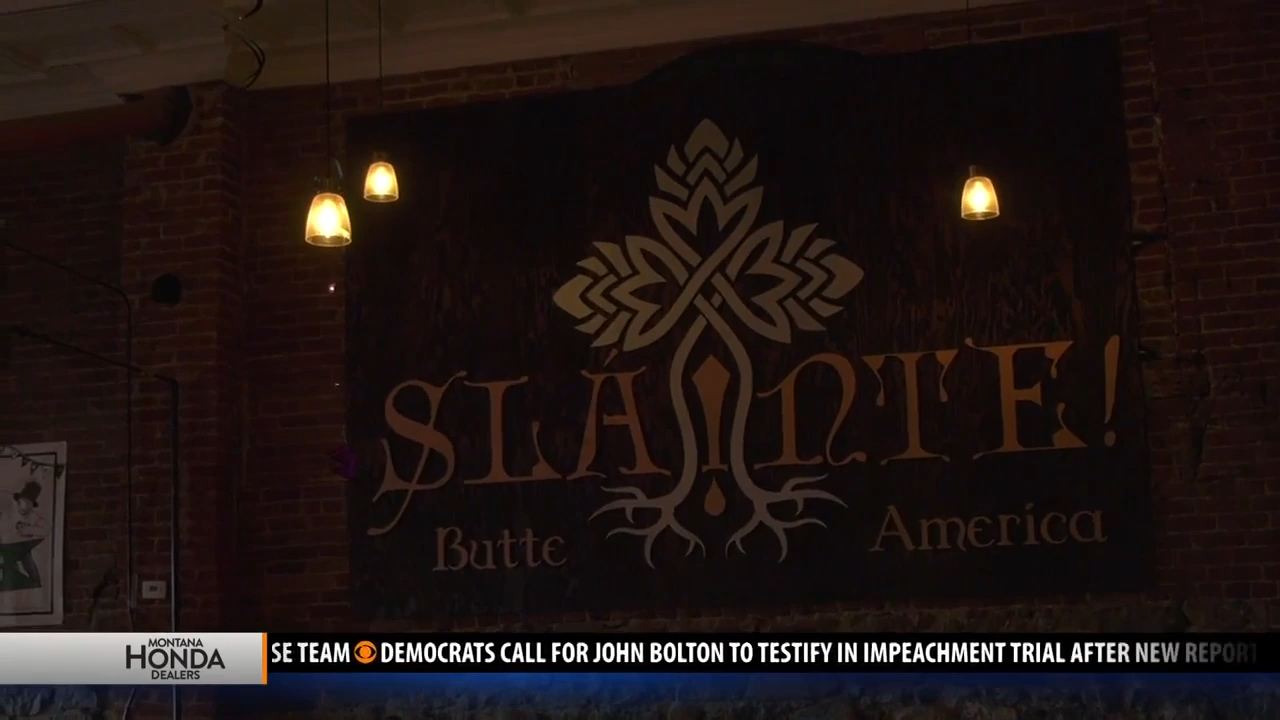 SLÁINTE!
Butte America
MONTANA
HONDA
DEALERS
SE TEAM DEMOCRATS CALL FOR JOHN BOLTON TO TESTIFY IN IMPEACHMENT TRIAL AFTER NEW REPORT